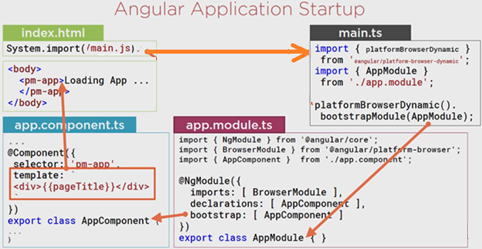 Angular Application Startup
index.html
System.import(/main.js).
<body>
<pm-app>Loading App ...
</pm-app>
</body>
main.ts
import { platformBrowserDynamic }
from '@angular/platform-browser-dynamic';
import { AppModule }
from './app.module';
platformBrowserDynamic().
bootstrapModule(AppModule);
app.component.ts
...
@Component({
selector: 'pm-app',
template: `
<div>{{pageTitle}}</div>
`
})
export class AppComponent {
...
}
app.module.ts
import { NgModule } from '@angular/core';
import { BrowserModule } from '@angular/platform-browser';
import { AppComponent } from './app.component';
@NgModule({
imports: [ BrowserModule ],
declarations: [ AppComponent ],
bootstrap: [ AppComponent ]
})
export class AppModule { }